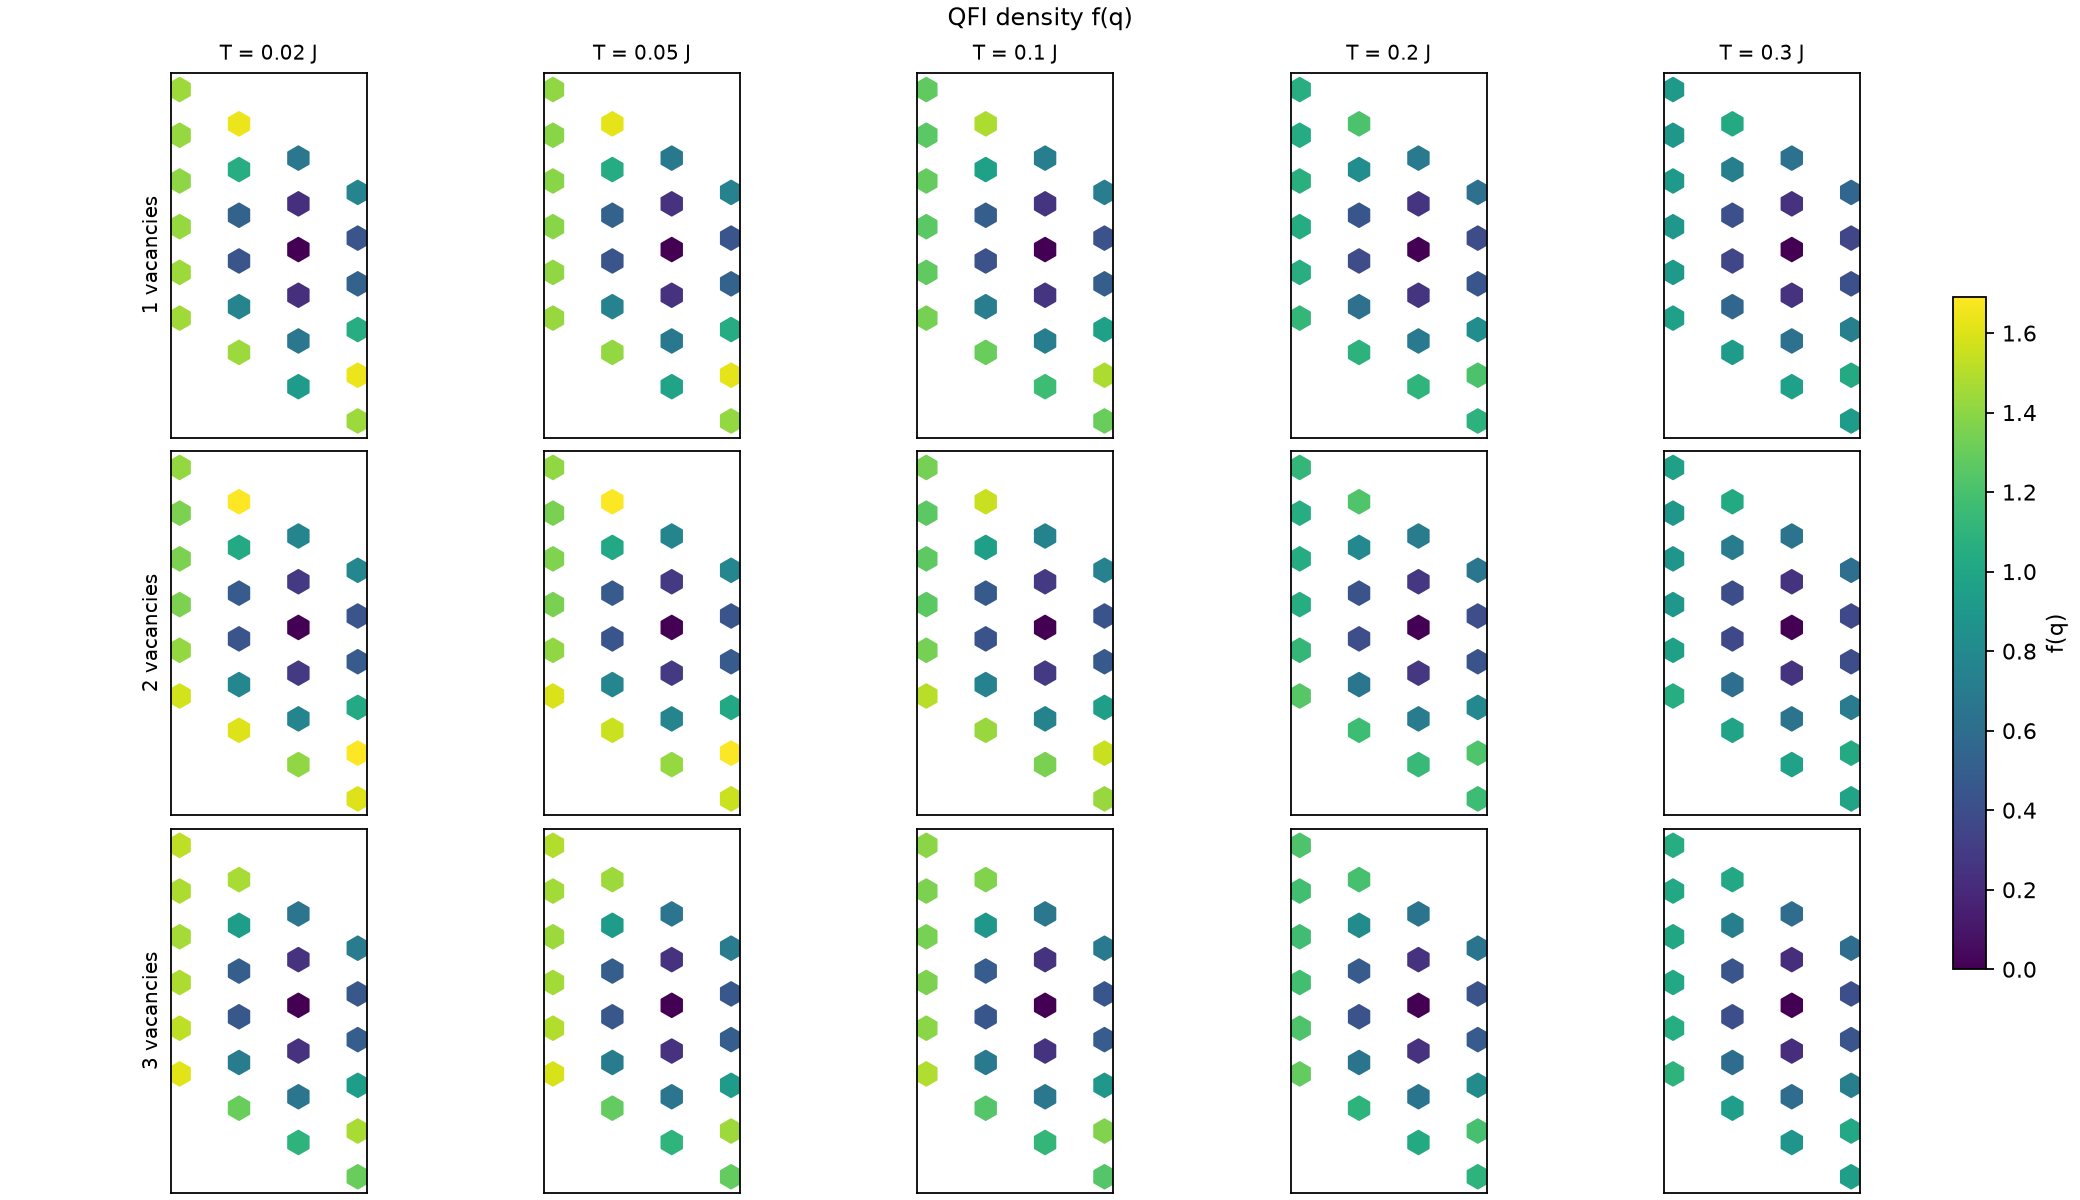 QFI density f(q)
T = 0.02 J
T = 0.05 J
T = 0.1 J
T = 0.2 J
T = 0.3 J
1 vacancies
2 vacancies
3 vacancies
1.6
1.4
1.2
1.0
0.8
0.6
0.4
0.2
0.0
f(q)